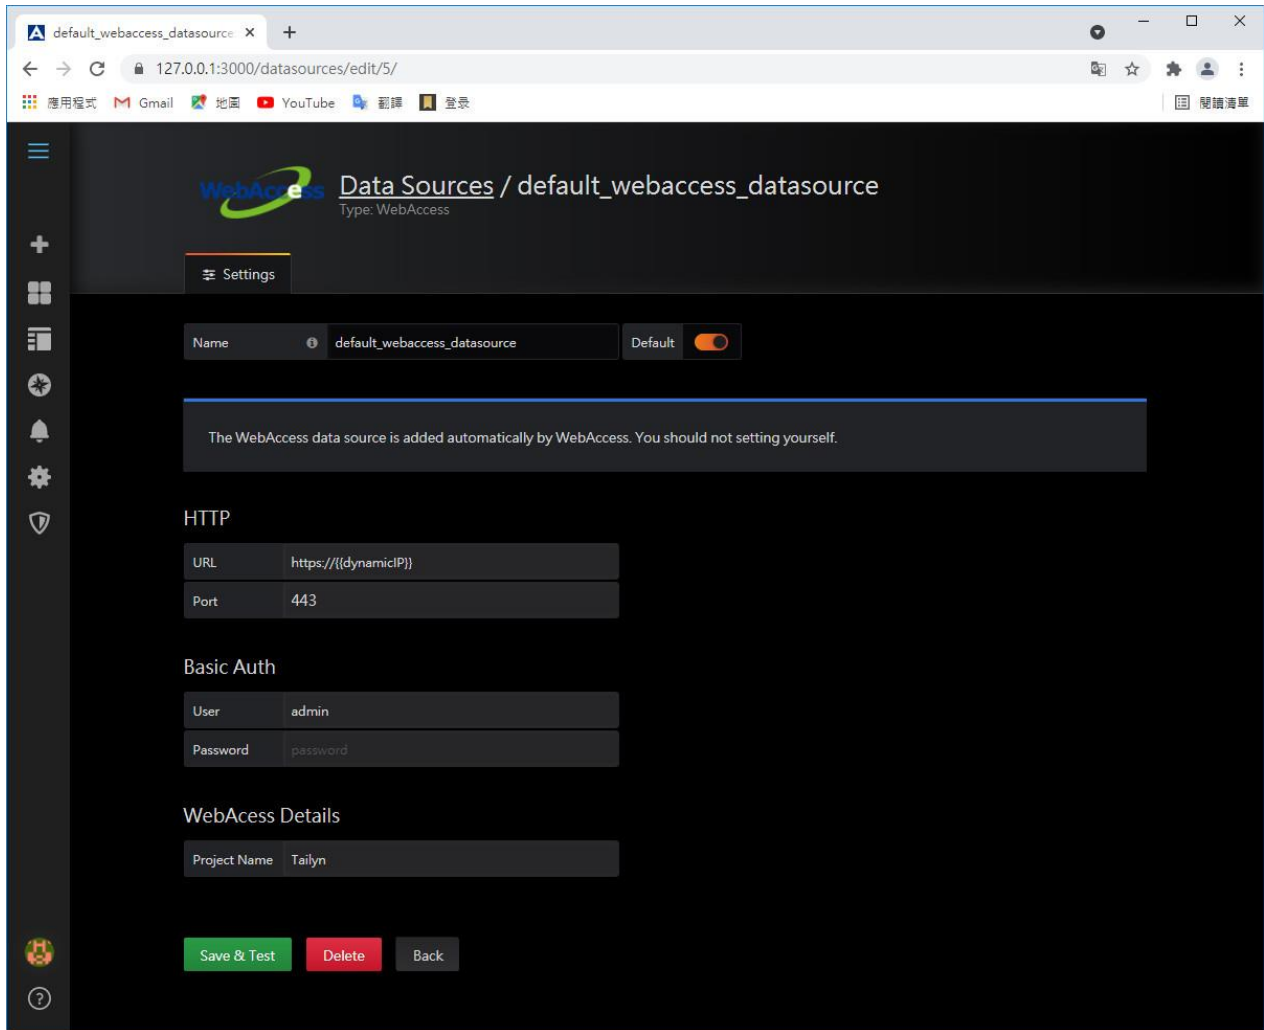 default_webaccess_datasource
127.0.0.1:3000/datasources/edit/5/
應用程式 Gmail 地圖 YouTube 翻譯 登录 閱讀清單
WebAccess
Data Sources / default_webaccess_datasource
Type: WebAccess
Settings
Name default_webaccess_datasource Default
The WebAccess data source is added automatically by WebAccess. You should not setting yourself.
HTTP
URL https://{{dynamicIP}}
Port 443
Basic Auth
User admin
Password password
WebAcess Details
Project Name Tailyn
Save & Test Delete Back